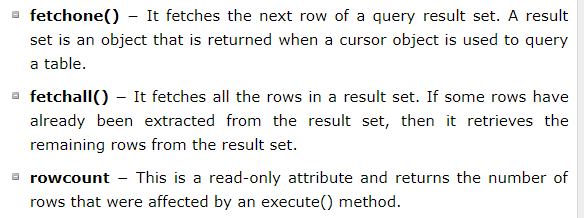 fetchone() – It fetches the next row of a query result set. A result
set is an object that is returned when a cursor object is used to query
a table.
fetchall() – It fetches all the rows in a result set. If some rows have
already been extracted from the result set, then it retrieves the
remaining rows from the result set.
rowcount – This is a read-only attribute and returns the number of
rows that were affected by an execute() method.